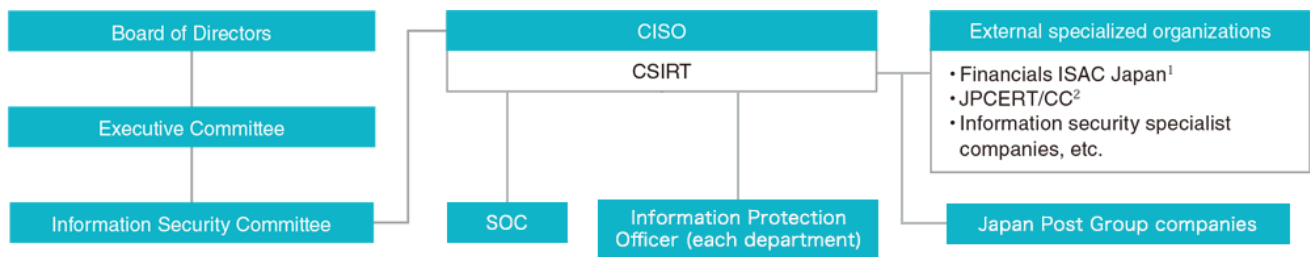 Board of Directors
Executive Committee
Information Security Committee
CISO
CSIRT
SOC
Information Protection
Officer (each department)
External specialized organizations
・Financials ISAC Japan¹
・JPCERT/CC²
・Information security specialist
companies, etc.
Japan Post Group companies